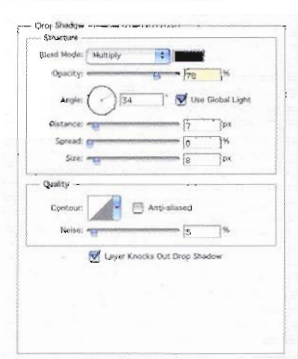 Drop Shadow
Structure
Blend Mode: Multiply
Opacity: 78 %
Angle: 34 ° Use Global Light
Distance: 7 px
Spread: 0 %
Size: 8 px
Quality
Contour: Anti-aliased
Noise: 5 %
Layer Knocks Out Drop Shadow